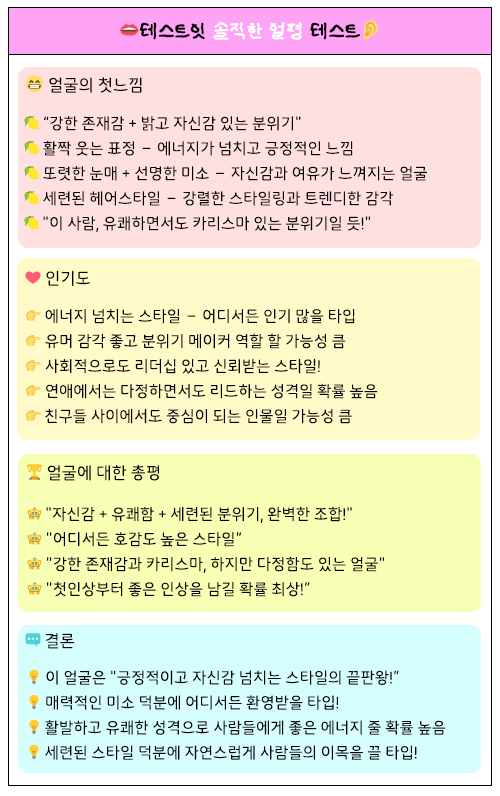 테스트힛 솔직한 얼평 테스트
얼굴의 첫느낌
"강한 존재감 + 밝고 자신감 있는 분위기"
활짝 웃는 표정 – 에너지가 넘치고 긍정적인 느낌
또렷한 눈매 + 선명한 미소 – 자신감과 여유가 느껴지는 얼굴
세련된 헤어스타일 – 강렬한 스타일링과 트렌디한 감각
"이 사람, 유쾌하면서도 카리스마 있는 분위기일 듯!"
인기도
에너지 넘치는 스타일 – 어디서든 인기 많을 타입
유머 감각 좋고 분위기 메이커 역할 할 가능성 큼
사회적으로도 리더십 있고 신뢰받는 스타일!
연애에서는 다정하면서도 리드하는 성격일 확률 높음
친구들 사이에서도 중심이 되는 인물일 가능성 큼
얼굴에 대한 총평
"자신감 + 유쾌함 + 세련된 분위기, 완벽한 조합!"
"어디서든 호감도 높은 스타일"
"강한 존재감과 카리스마, 하지만 다정함도 있는 얼굴"
"첫인상부터 좋은 인상을 남길 확률 최상!"
결론
이 얼굴은 "긍정적이고 자신감 넘치는 스타일의 끝판왕!"
매력적인 미소 덕분에 어디서든 환영받을 타입!
활발하고 유쾌한 성격으로 사람들에게 좋은 에너지 줄 확률 높음
세련된 스타일 덕분에 자연스럽게 사람들의 이목을 끌 타입!